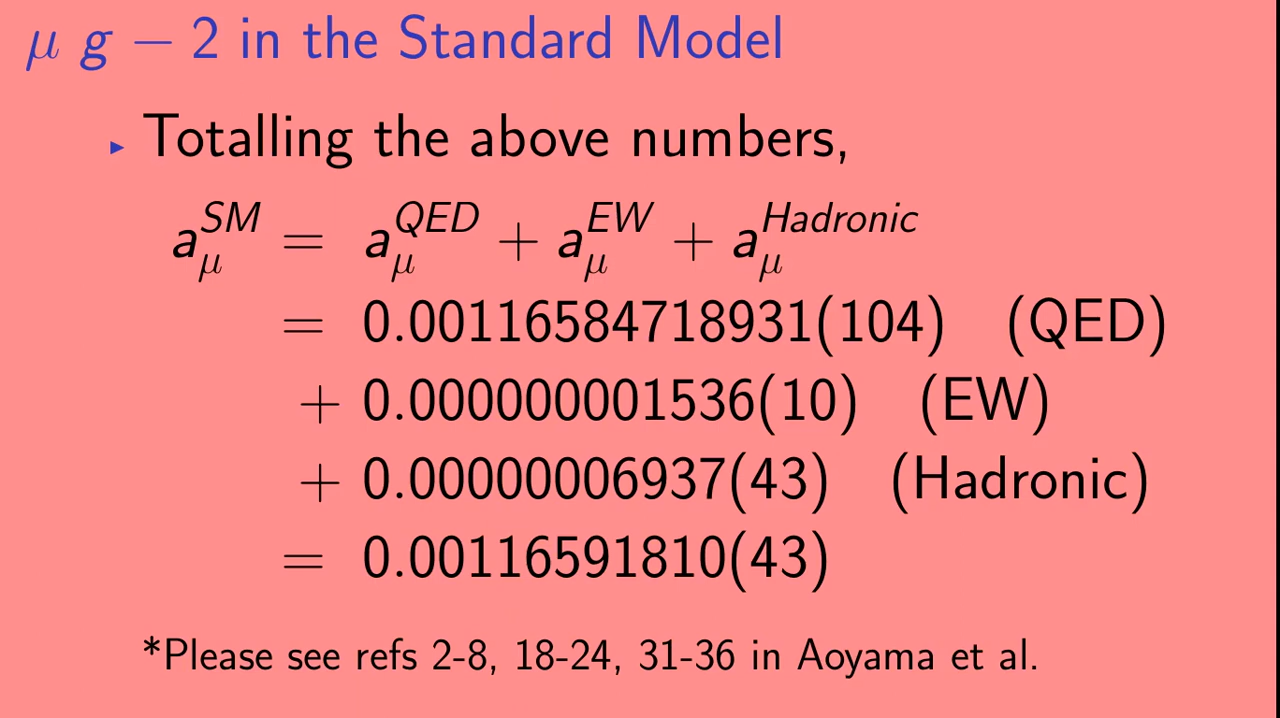 μ g − 2 in the Standard Model
▸ Totalling the above numbers,
a_μ^SM = a_μ^QED + a_μ^EW + a_μ^Hadronic
= 0.00116584718931(104) (QED)
+ 0.000000001536(10) (EW)
+ 0.00000006937(43) (Hadronic)
= 0.00116591810(43)
*Please see refs 2-8, 18-24, 31-36 in Aoyama et al.